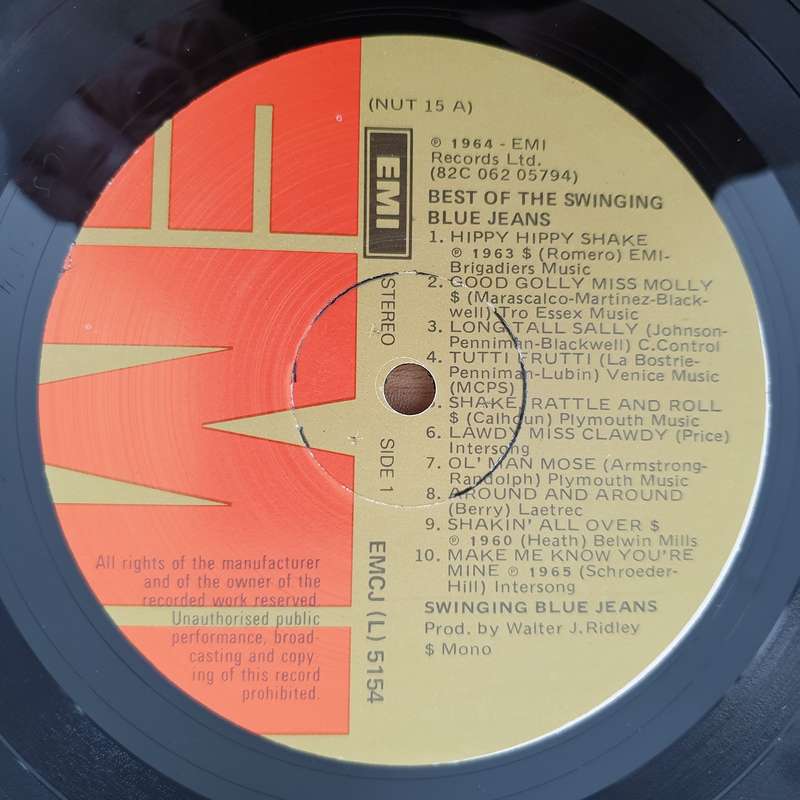 (NUT 15 A)
EMI
℗ 1964 - EMI
Records Ltd.
(82C 062 05794)
BEST OF THE SWINGING
BLUE JEANS
1. HIPPY HIPPY SHAKE
℗ 1963 $ (Romero) EMI-
Brigadiers Music
2. GOOD GOLLY MISS MOLLY
$ (Marascalco-Martinez-Black-
well) Tro Essex Music
3. LONG TALL SALLY (Johnson-
Penniman-Blackwell) C.Control
4. TUTTI FRUTTI (La Bostrie-
Penniman-Lubin) Venice Music
(MCPS)
5. SHAKE, RATTLE AND ROLL
$ (Calhoun) Plymouth Music
6. LAWDY MISS CLAWDY (Price)
Intersong
7. OL' MAN MOSE (Armstrong-
Randolph) Plymouth Music
8. AROUND AND AROUND
(Berry) Laetrec
9. SHAKIN' ALL OVER $
℗ 1960 (Heath) Belwin Mills
10. MAKE ME KNOW YOU'RE
MINE ℗ 1965 (Schroeder-
Hill) Intersong
SWINGING BLUE JEANS
Prod. by Walter J. Ridley
$ Mono
STEREO
SIDE 1
EMCJ (L) 5154
All rights of the manufacturer
and of the owner of the
recorded work reserved.
Unauthorised public
performance, broad-
casting and copy-
ing of this record
prohibited.
EMI